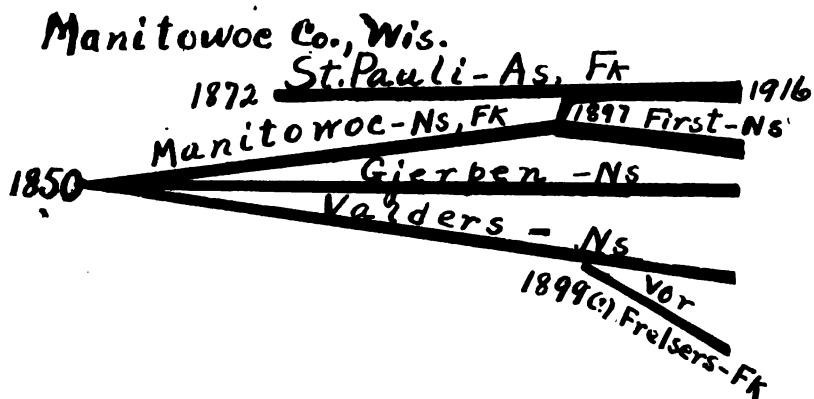 Manitowoc Co., Wis.
St. Pauli - As, Fk
1872
1916
Manitowoc - Ns, Fk
1897 First - Ns
1850
Gjerpen - Ns
Valders - Ns
1899(?) Vor
Frelsers - Fk